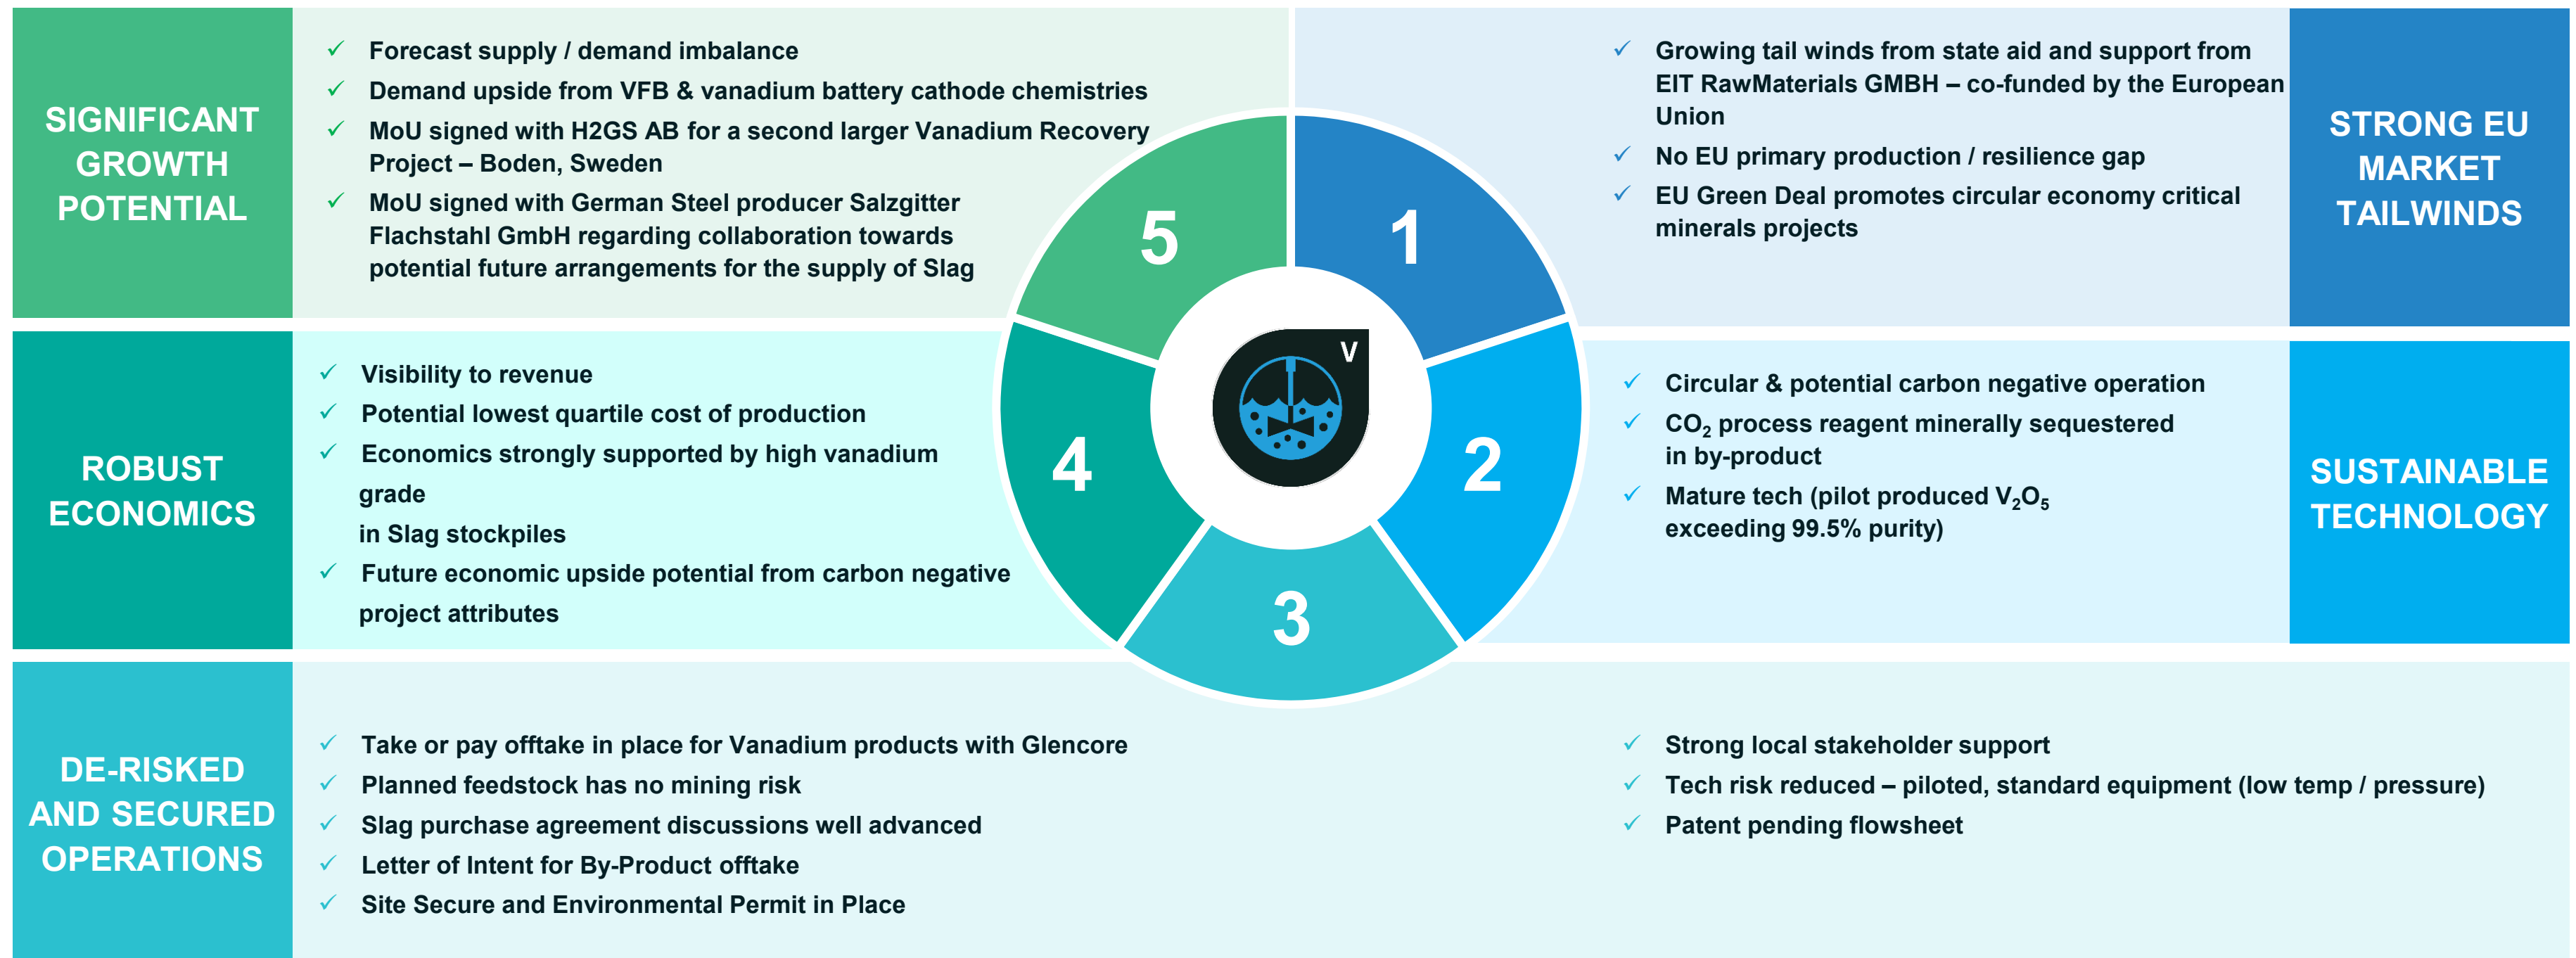 SIGNIFICANT
GROWTH
POTENTIAL
✓ Forecast supply / demand imbalance
✓ Demand upside from VFB & vanadium battery cathode chemistries
✓ MoU signed with H2GS AB for a second larger Vanadium Recovery
Project – Boden, Sweden
✓ MoU signed with German Steel producer Salzgitter
Flachstahl GmbH regarding collaboration towards
potential future arrangements for the supply of Slag
5
1
✓ Growing tail winds from state aid and support from
EIT RawMaterials GMBH – co-funded by the European
Union
✓ No EU primary production / resilience gap
✓ EU Green Deal promotes circular economy critical
minerals projects
STRONG EU
MARKET
TAILWINDS
ROBUST
ECONOMICS
✓ Visibility to revenue
✓ Potential lowest quartile cost of production
✓ Economics strongly supported by high vanadium
grade
in Slag stockpiles
✓ Future economic upside potential from carbon negative
project attributes
4
V
2
✓ Circular & potential carbon negative operation
✓ CO₂ process reagent minerally sequestered
in by-product
✓ Mature tech (pilot produced V₂O₅
exceeding 99.5% purity)
SUSTAINABLE
TECHNOLOGY
3
DE-RISKED
AND SECURED
OPERATIONS
✓ Take or pay offtake in place for Vanadium products with Glencore
✓ Planned feedstock has no mining risk
✓ Slag purchase agreement discussions well advanced
✓ Letter of Intent for By-Product offtake
✓ Site Secure and Environmental Permit in Place
✓ Strong local stakeholder support
✓ Tech risk reduced – piloted, standard equipment (low temp / pressure)
✓ Patent pending flowsheet